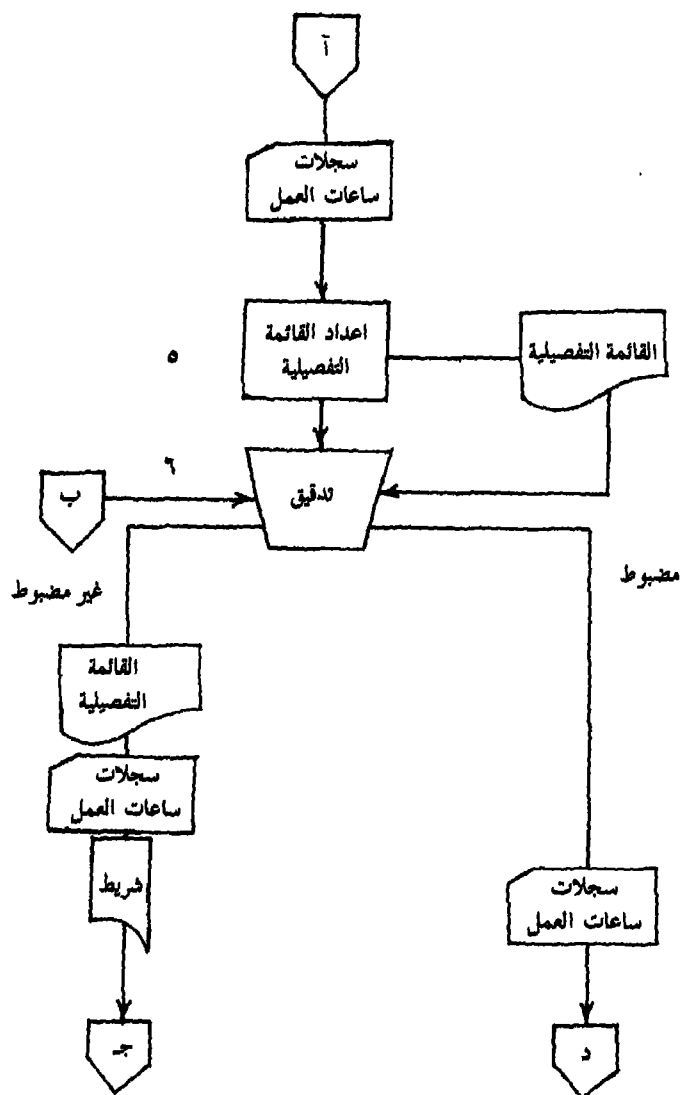 آ
سجلات
ساعات العمل
اعداد القائمة
التفصيلية
القائمة التفصيلية
٥
٦
ب
تدقيق
مضبوط
غير مضبوط
القائمة
التفصيلية
سجلات
ساعات العمل
شريط
سجلات
ساعات العمل
جـ
د